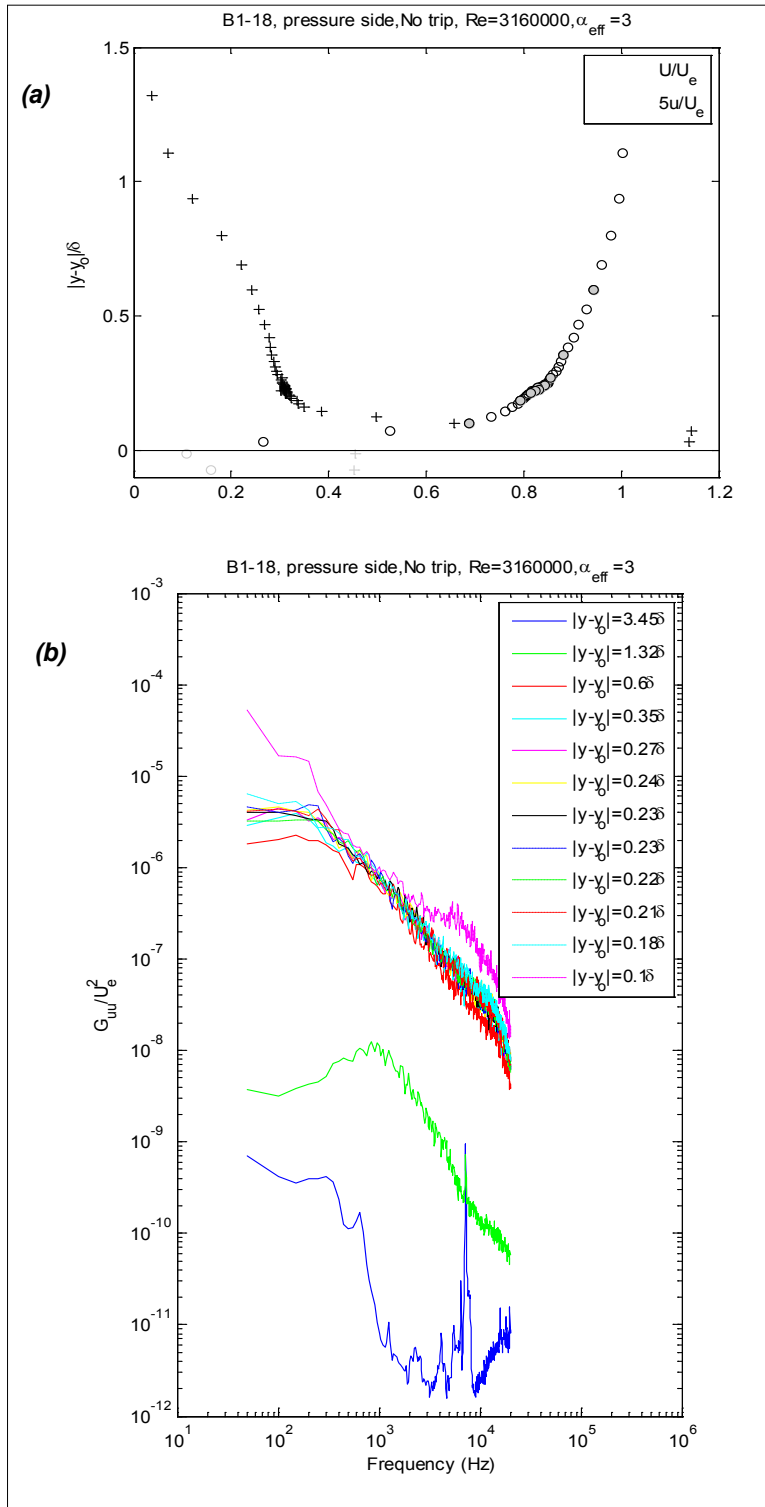 B1-18, pressure side,No trip, Re=3160000,α_eff =3
(a)
1.5
1
0.5
0
|y-y_o|/δ
U/U_e
5u/U_e
0 0.2 0.4 0.6 0.8 1 1.2
B1-18, pressure side,No trip, Re=3160000,α_eff =3
(b)
10^-3
10^-4
10^-5
10^-6
10^-7
10^-8
10^-9
10^-10
10^-11
10^-12
G_uu/U_e^2
|y-y_o|=3.45δ
|y-y_o|=1.32δ
|y-y_o|=0.6δ
|y-y_o|=0.35δ
|y-y_o|=0.27δ
|y-y_o|=0.24δ
|y-y_o|=0.23δ
|y-y_o|=0.23δ
|y-y_o|=0.22δ
|y-y_o|=0.21δ
|y-y_o|=0.18δ
|y-y_o|=0.1δ
10^1 10^2 10^3 10^4 10^5 10^6
Frequency (Hz)